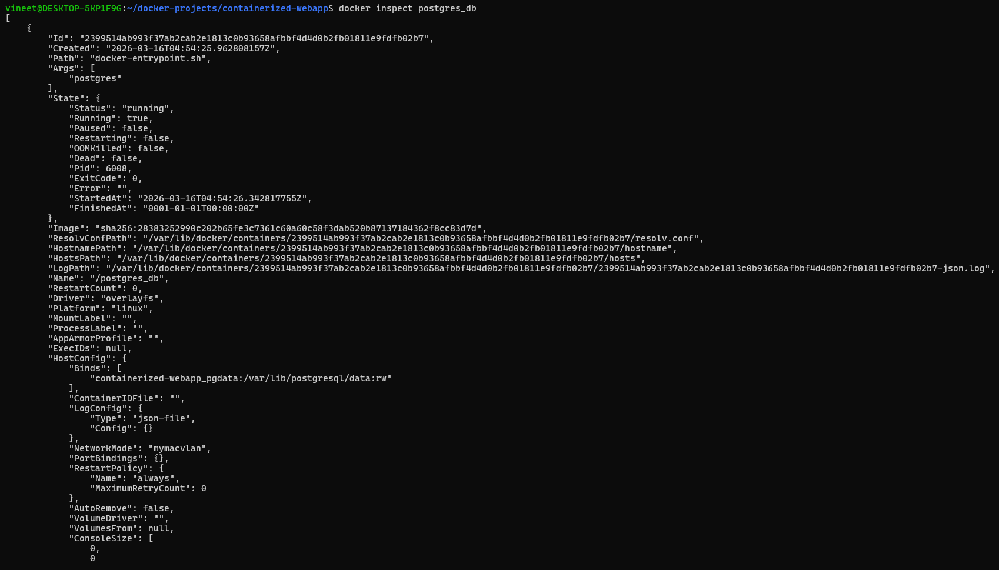 vineet@DESKTOP-5KP1F9G:~/docker-projects/containerized-webapp$ docker inspect postgres_db
[
    {
        "Id": "2399514ab993f37ab2cab2e1813c0b93658afbbf4d4d0b2fb01811e9fdfb02b7",
        "Created": "2026-03-16T04:54:25.962808157Z",
        "Path": "docker-entrypoint.sh",
        "Args": [
            "postgres"
        ],
        "State": {
            "Status": "running",
            "Running": true,
            "Paused": false,
            "Restarting": false,
            "OOMKilled": false,
            "Dead": false,
            "Pid": 6008,
            "ExitCode": 0,
            "Error": "",
            "StartedAt": "2026-03-16T04:54:26.342817755Z",
            "FinishedAt": "0001-01-01T00:00:00Z"
        },
        "Image": "sha256:28383252990c202b65fe3c7361c60a60c58f3dab520b87137184362f8cc83d7d",
        "ResolvConfPath": "/var/lib/docker/containers/2399514ab993f37ab2cab2e1813c0b93658afbbf4d4d0b2fb01811e9fdfb02b7/resolv.conf",
        "HostnamePath": "/var/lib/docker/containers/2399514ab993f37ab2cab2e1813c0b93658afbbf4d4d0b2fb01811e9fdfb02b7/hostname",
        "HostsPath": "/var/lib/docker/containers/2399514ab993f37ab2cab2e1813c0b93658afbbf4d4d0b2fb01811e9fdfb02b7/hosts",
        "LogPath": "/var/lib/docker/containers/2399514ab993f37ab2cab2e1813c0b93658afbbf4d4d0b2fb01811e9fdfb02b7/2399514ab993f37ab2cab2e1813c0b93658afbbf4d4d0b2fb01811e9fdfb02b7-json.log",
        "Name": "/postgres_db",
        "RestartCount": 0,
        "Driver": "overlayfs",
        "Platform": "linux",
        "MountLabel": "",
        "ProcessLabel": "",
        "AppArmorProfile": "",
        "ExecIDs": null,
        "HostConfig": {
            "Binds": [
                "containerized-webapp_pgdata:/var/lib/postgresql/data:rw"
            ],
            "ContainerIDFile": "",
            "LogConfig": {
                "Type": "json-file",
                "Config": {}
            },
            "NetworkMode": "mymacvlan",
            "PortBindings": {},
            "RestartPolicy": {
                "Name": "always",
                "MaximumRetryCount": 0
            },
            "AutoRemove": false,
            "VolumeDriver": "",
            "VolumesFrom": null,
            "ConsoleSize": [
                0,
                0